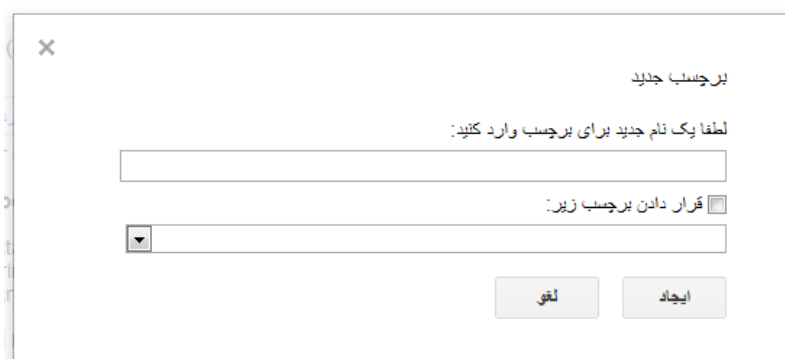 برچسب جدید
لطفا یک نام جدید برای برچسب وارد کنید:
قرار دادن برچسب زیر:
ایجاد
لغو